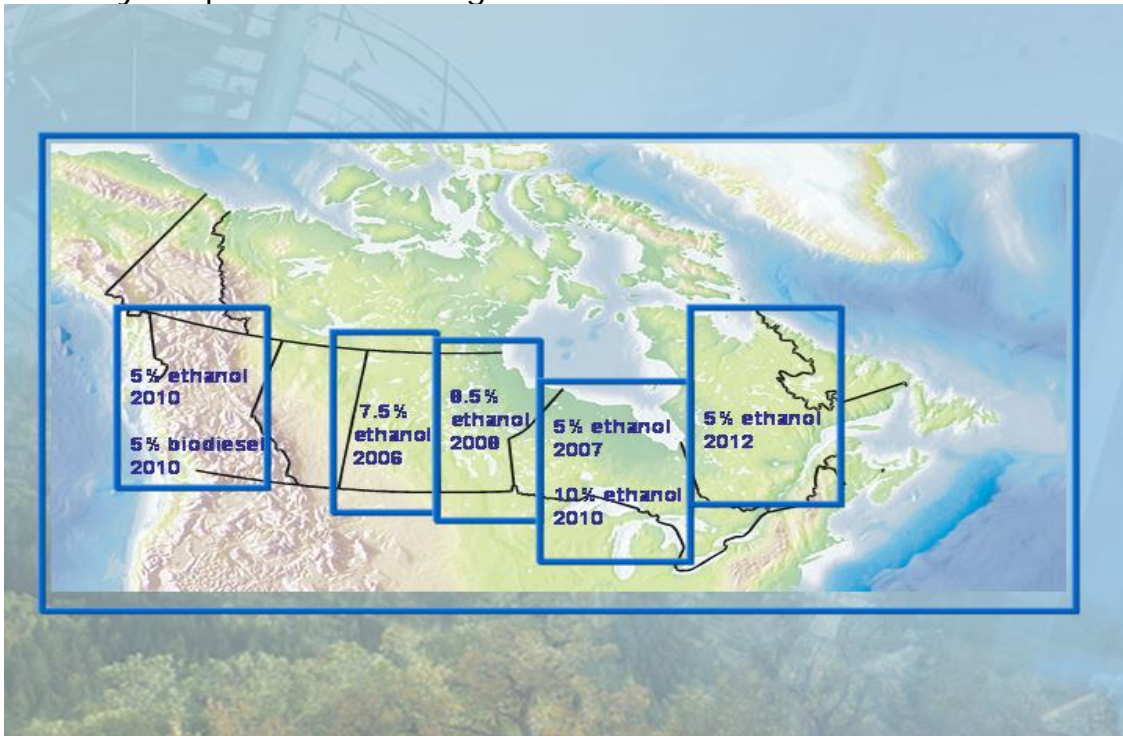 5% ethanol
2010
5% biodiesel
2010
7.5%
ethanol
2006
8.5%
ethanol
2008
5% ethanol
2007
10% ethanol
2010
5% ethanol
2012